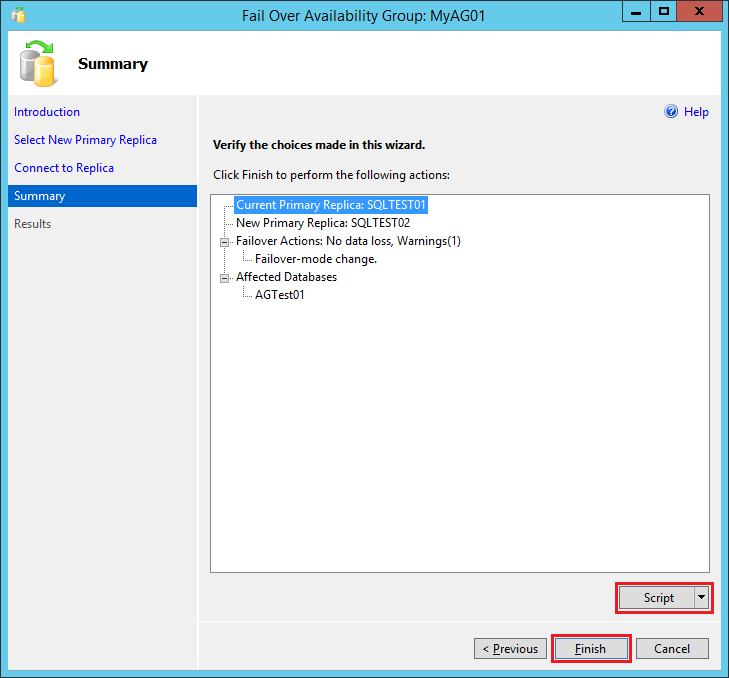 Fail Over Availability Group: MyAG01
Summary
Introduction
Select New Primary Replica
Connect to Replica
Summary
Results
Help
Verify the choices made in this wizard.
Click Finish to perform the following actions:
Current Primary Replica: SQLTEST01
New Primary Replica: SQLTEST02
Failover Actions: No data loss, Warnings(1)
Failover-mode change.
Affected Databases
AGTest01
Script
< Previous
Finish
Cancel